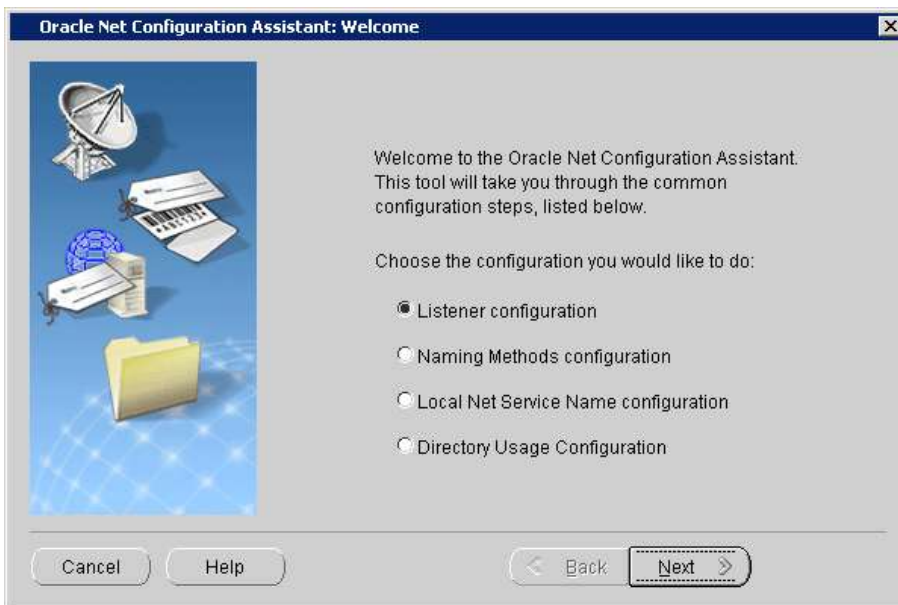 Oracle Net Configuration Assistant: Welcome
Welcome to the Oracle Net Configuration Assistant.
This tool will take you through the common
configuration steps, listed below.
Choose the configuration you would like to do:
Listener configuration
Naming Methods configuration
Local Net Service Name configuration
Directory Usage Configuration
Cancel
Help
Back
Next